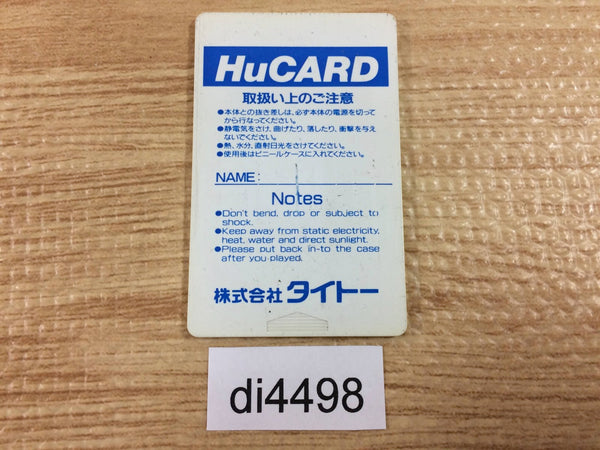 HuCARD
取扱い上のご注意
●本体との抜き差しは、必ず本体の電源を切って
から行なってください。
●静電気をさけ、曲げたり、落したり、衝撃を与え
ないでください。
●熱、水分、直射日光をさけてください。
●使用後はビニールケースに入れてください。
NAME:
Notes
●Don't bend, drop or subject to
shock.
●Keep away from static electricity,
heat, water and direct sunlight.
●Please put back in-to the case
after you played.
株式会社タイトー
di4498